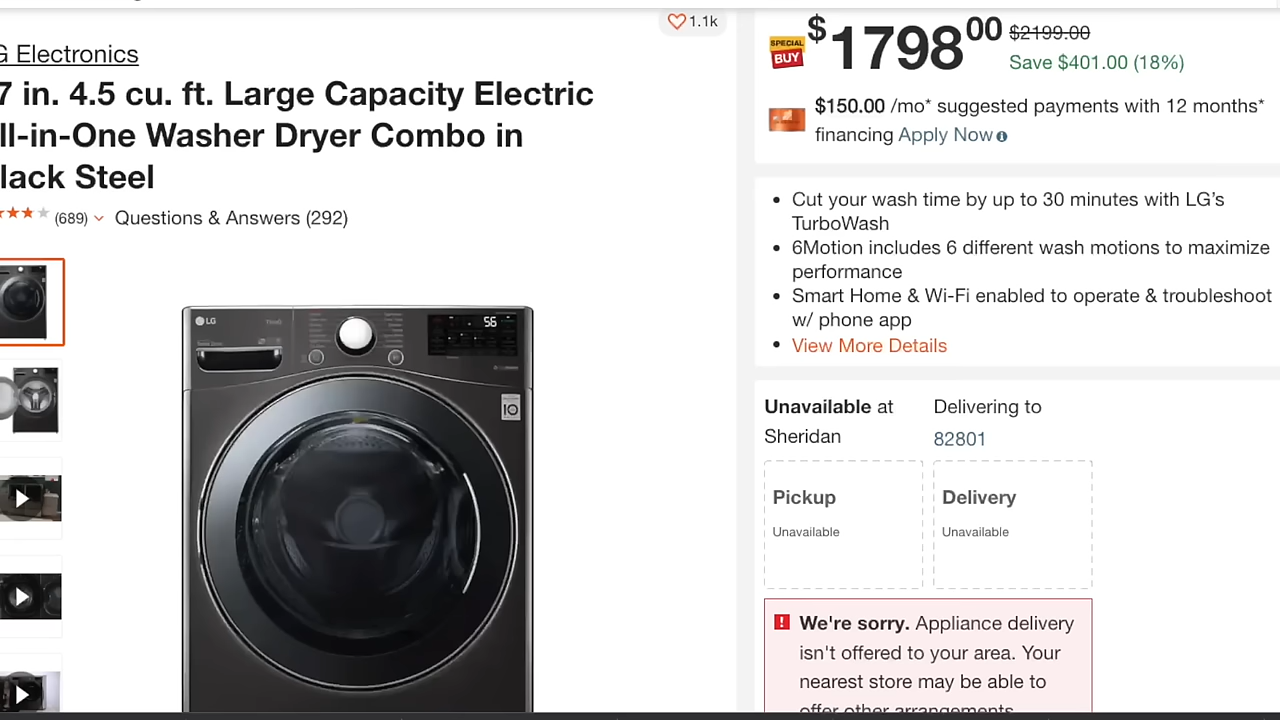 1.1k
G Electronics
7 in. 4.5 cu. ft. Large Capacity Electric
ll-in-One Washer Dryer Combo in
lack Steel
(689) Questions & Answers (292)
SPECIAL
BUY
$1798.00 $2199.00
Save $401.00 (18%)
$150.00 /mo* suggested payments with 12 months*
financing Apply Now
• Cut your wash time by up to 30 minutes with LG’s
TurboWash
• 6Motion includes 6 different wash motions to maximize
performance
• Smart Home & Wi-Fi enabled to operate & troubleshoot
w/ phone app
• View More Details
LG
56
Unavailable at
Sheridan
Delivering to
82801
Pickup
Unavailable
Delivery
Unavailable
We're sorry. Appliance delivery
isn't offered to your area. Your
nearest store may be able to
offer other arrangements